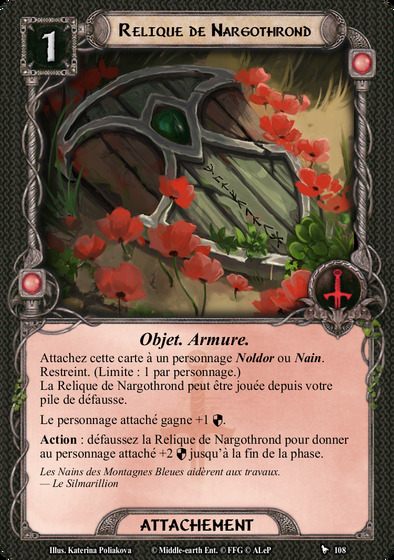 1
RELIQUE DE NARGOTHROND
Objet. Armure.
Attachez cette carte à un personnage Noldor ou Nain.
Restreint. (Limite : 1 par personnage.)
La Relique de Nargothrond peut être jouée depuis votre
pile de défausse.
Le personnage attaché gagne +1 .
Action : défaussez la Relique de Nargothrond pour donner
au personnage attaché +2 jusqu'à la fin de la phase.
Les Nains des Montagnes Bleues aidèrent aux travaux.
— Le Silmarillion
ATTACHEMENT
Illus. Katerina Poliakova © Middle-earth Ent. © FFG © ALeP 108